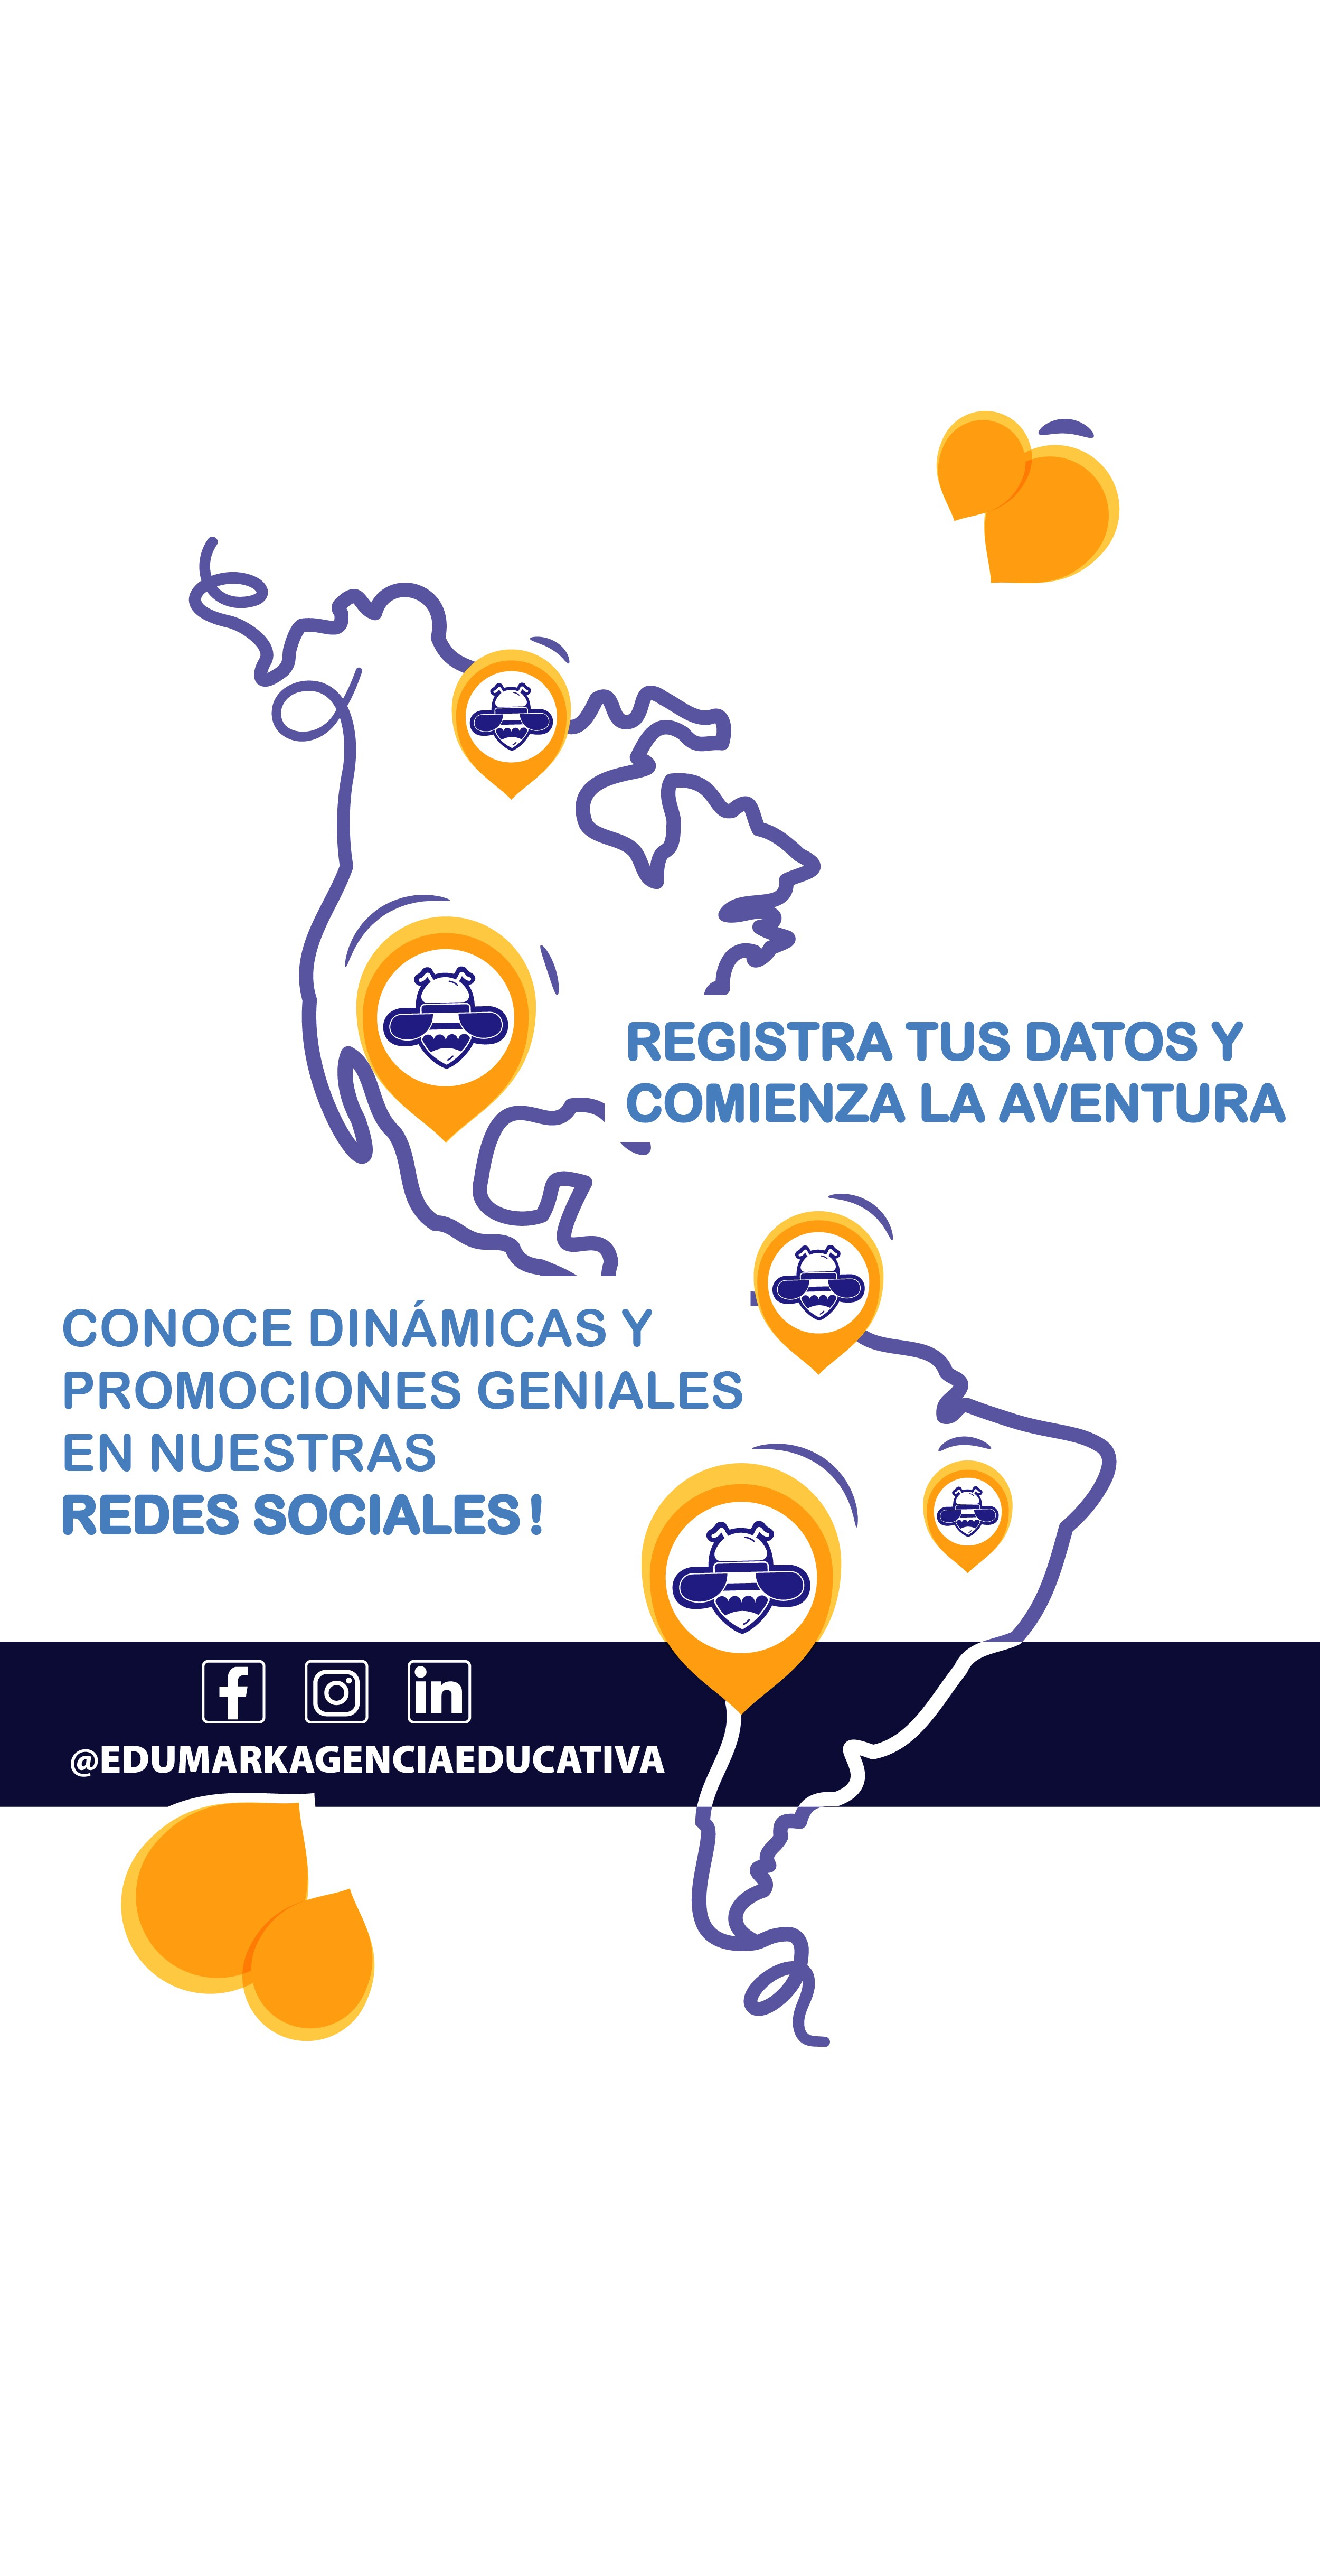 REGISTRA TUS DATOS Y
COMIENZA LA AVENTURA
CONOCE DINÁMICAS Y
PROMOCIONES GENIALES
EN NUESTRAS
REDES SOCIALES!
@EDUMARKAGENCIAEDUCATIVA